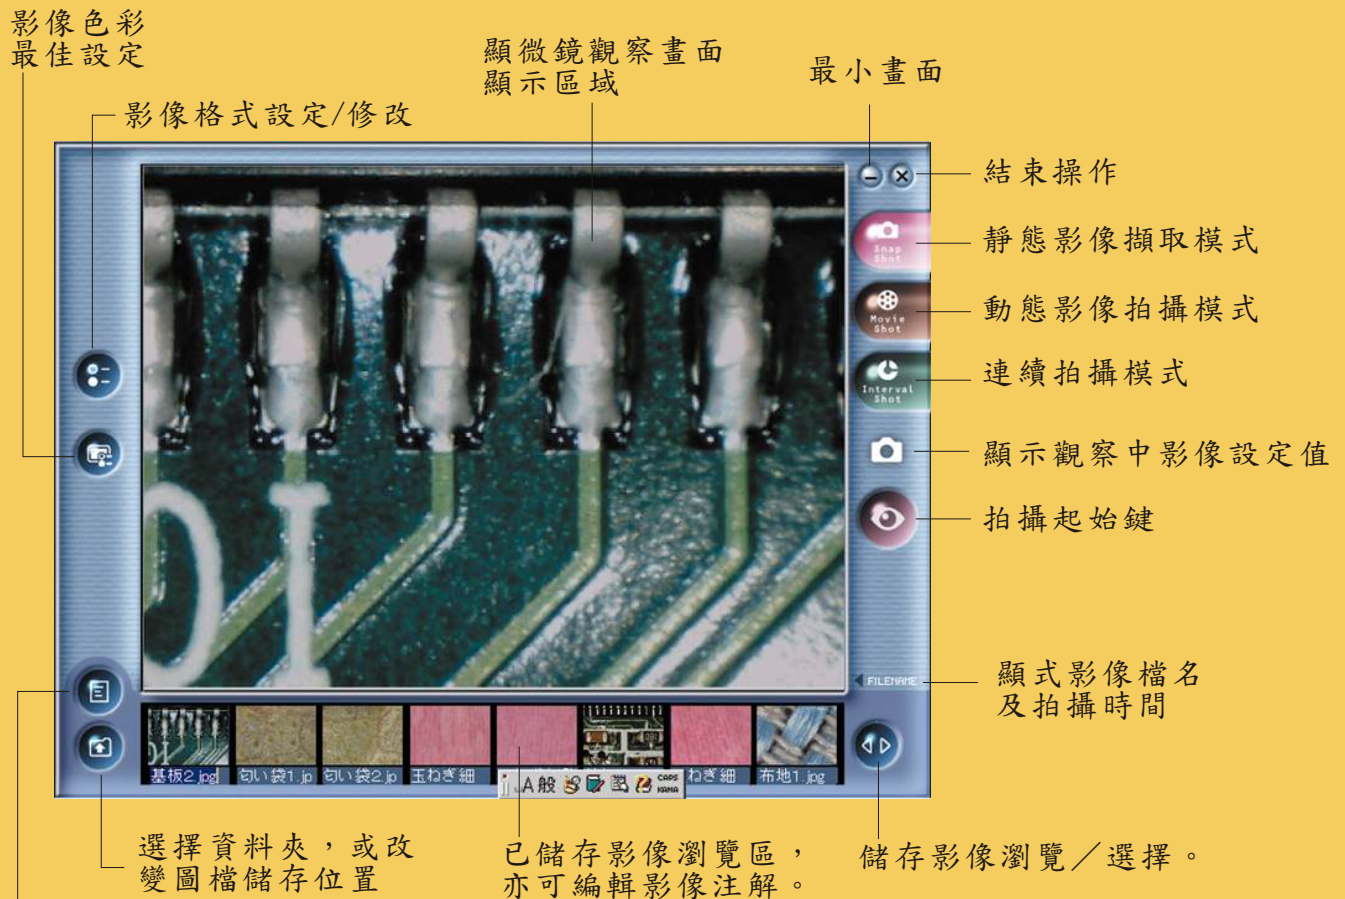 影像色彩
最佳設定
影像格式設定/修改
顯微鏡觀察畫面
顯示區域
最小畫面
結束操作
Snap
Shot
靜態影像擷取模式
Movie
Shot
動態影像拍攝模式
Interval
Shot
連續拍攝模式
顯示觀察中影像設定值
拍攝起始鍵
FILENAME
顯式影像檔名
及拍攝時間
基板2.jpg
匂い袋1.jp
匂い袋2.jp
玉ねぎ細
ねぎ細
布地1.jpg
A般
CAPS
KANA
選擇資料夾，或改
變圖檔儲存位置
已儲存影像瀏覽區，
亦可編輯影像注解。
儲存影像瀏覽／選擇。